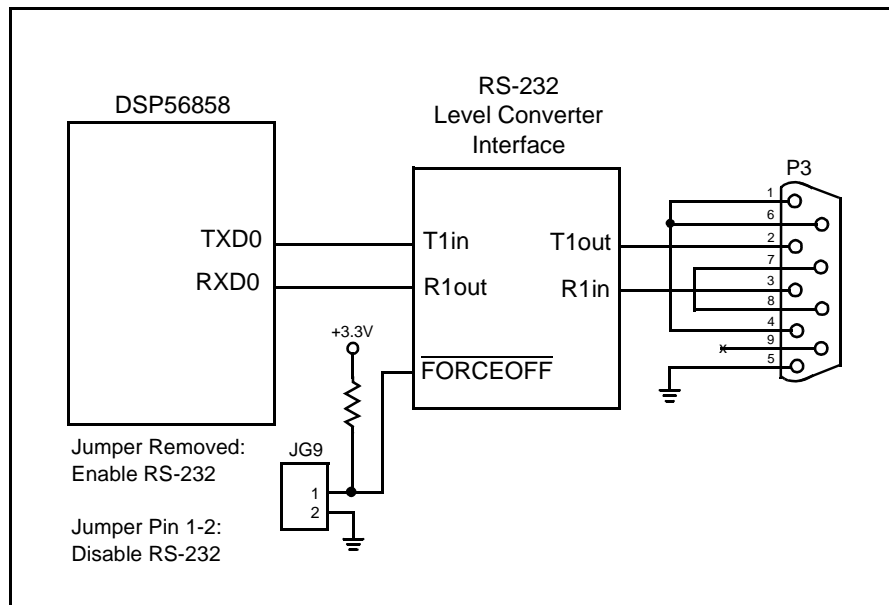 DSP56858
RS-232
Level Converter
Interface
P3
TXD0
RXD0
T1in
R1out
T1out
R1in
FORCEOFF
1
6
2
7
3
8
4
9
x
5
+3.3V
JG9
1
2
Jumper Removed:
Enable RS-232
Jumper Pin 1-2:
Disable RS-232